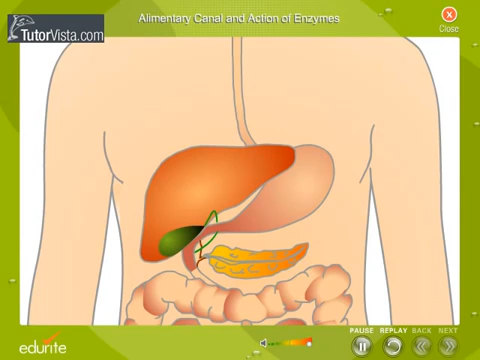 Alimentary Canal and Action of Enzymes
TutorVista.com
Close
PAUSE REPLAY BACK NEXT
edurite